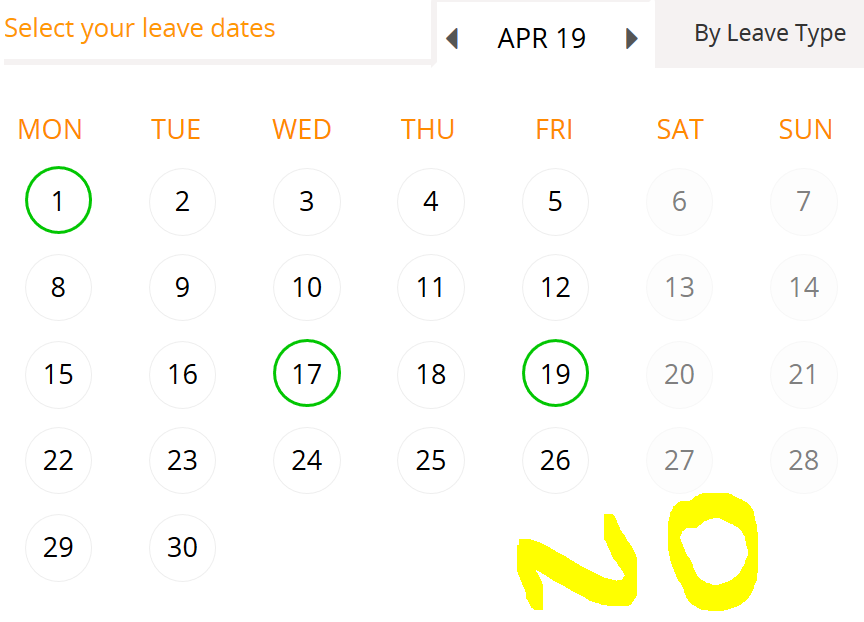 Select your leave dates
APR 19
By Leave Type
MON TUE WED THU FRI SAT SUN
1 2 3 4 5 6 7
8 9 10 11 12 13 14
15 16 17 18 19 20 21
22 23 24 25 26 27 28
29 30
NO